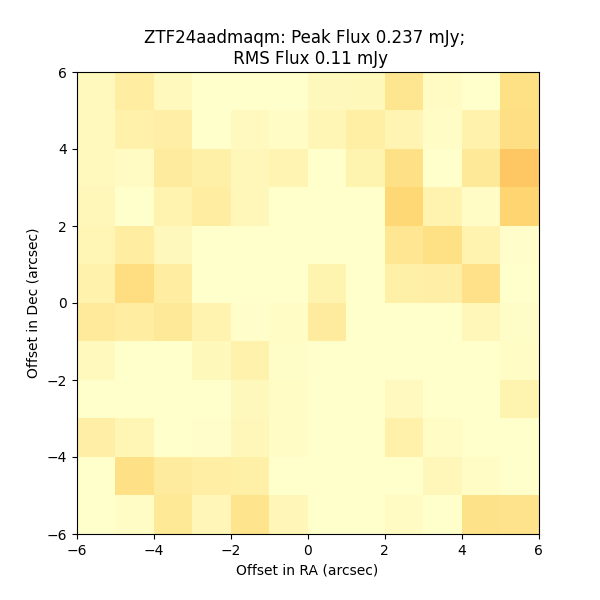 ZTF24aadmaqm: Peak Flux 0.237 mJy;
RMS Flux 0.11 mJy
6
4
2
0
−2
−4
−6
Offset in Dec (arcsec)
−6 −4 −2 0 2 4 6
Offset in RA (arcsec)